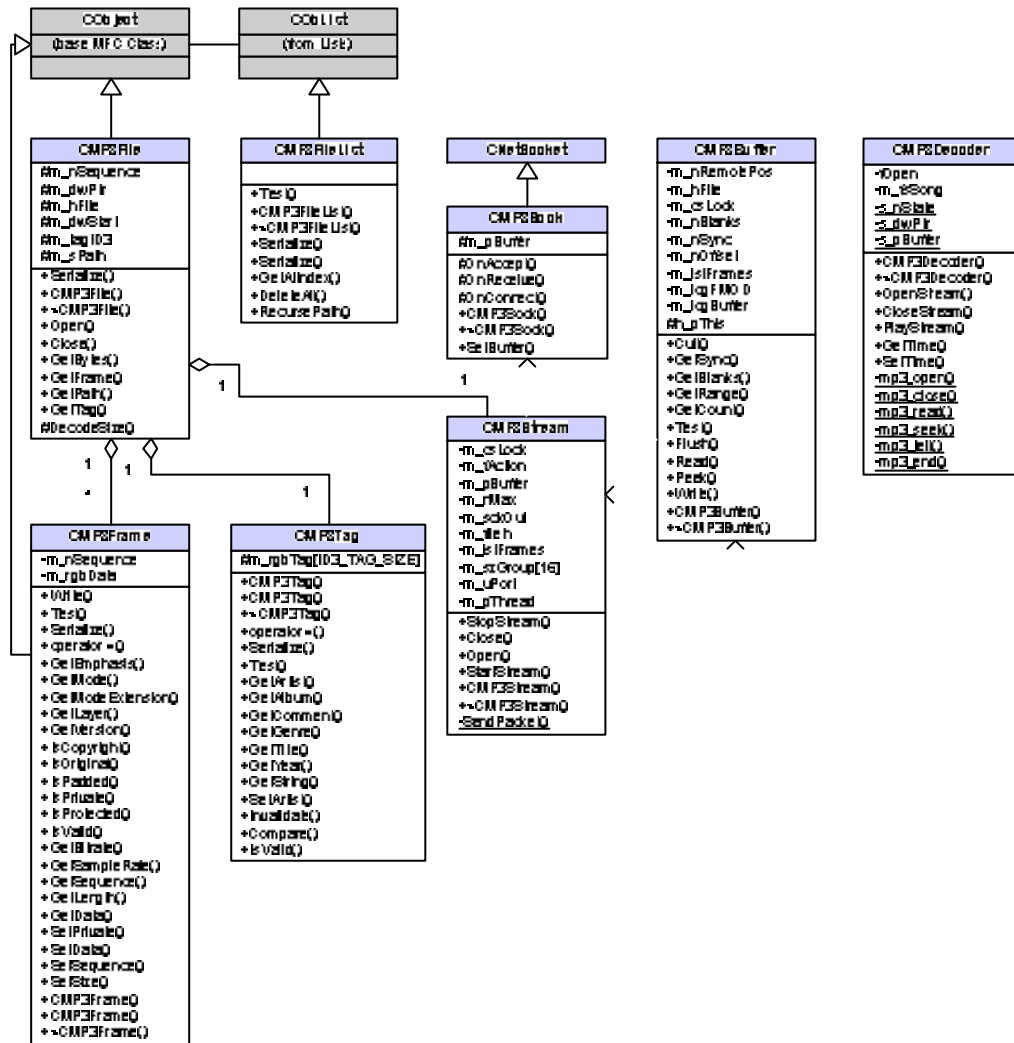 CObject
(base MFC Class)
CObList
(from List)
CMP3File
#m_nSequence
#m_dwPtr
#m_hFile
#m_dwStart
#m_tagID3
#m_sPath
+Serialize()
+CMP3File()
+~CMP3File()
+Open()
+Close()
+GetBytes()
+GetFrame()
+GetPath()
+GetTag()
#DecodeSize()
CMP3FileList
+Test()
+CMP3FileList()
+~CMP3FileList()
+Serialize()
+Serialize()
+GetAtIndex()
+DeleteAll()
+RecursePath()
CNetSocket
CMP3Sock
#m_pBuffer
#OnAccept()
#OnReceive()
#OnConnect()
+CMP3Sock()
+~CMP3Sock()
+SetBuffer()
CMP3Buffer
-m_nRemotePos
-m_hFile
-m_csLock
-m_nBlanks
-m_nSync
-m_nOffset
-m_lstFrames
-m_logFMOD
-m_logBuffer
#h_pThis
+Cull()
+GetSync()
+GetBlanks()
+GetRange()
+GetCount()
+Test()
+Flush()
+Read()
+Peek()
+Write()
+CMP3Buffer()
+~CMP3Buffer()
CMP3Decoder
-s_nState
-s_dwPtr
-s_pBuffer
+CMP3Decoder()
+~CMP3Decoder()
+OpenStream()
+CloseStream()
+PlayStream()
+GetTime()
+SetTime()
-mp3_open()
-mp3_close()
-mp3_read()
-mp3_seek()
-mp3_tell()
-mp3_end()
1
1
CMP3Stream
-m_csLock
-m_tAction
-m_pBuffer
-m_nMax
-m_sckOut
-m_lstFrames
-m_szGroup[16]
-m_uPort
-m_pThread
+StopStream()
+Close()
+Open()
+StartStream()
+CMP3Stream()
+~CMP3Stream()
-SendPacket()
1
1
*
1
CMP3Frame
-m_nSequence
-m_rgbData
+Write()
+Test()
+Serialize()
+operator =()
+GetEmphasis()
+GetMode()
+GetModeExtension()
+GetLayer()
+GetVersion()
+IsCopyright()
+IsOriginal()
+IsPadded()
+IsPrivate()
+IsProtected()
+IsValid()
+GetBitrate()
+GetSampleRate()
+GetSequence()
+GetLength()
+GetData()
+SetPrivate()
+SetData()
+SetSequence()
+SetSize()
+CMP3Frame()
+CMP3Frame()
+~CMP3Frame()
CMP3Tag
#m_rgbTag[ID3_TAG_SIZE]
+CMP3Tag()
+CMP3Tag()
+~CMP3Tag()
+operator =()
+Serialize()
+Test()
+GetArtist()
+GetAlbum()
+GetComment()
+GetGenre()
+GetTitle()
+GetYear()
+GetString()
+SetArtist()
+Invalidate()
+Compare()
+IsValid()